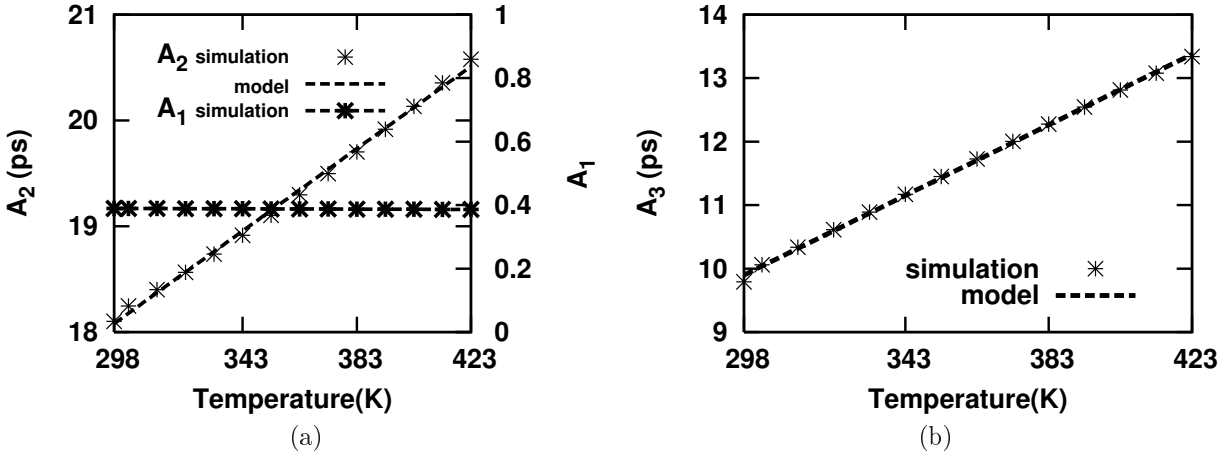 21
20
19
18
A2 (ps)
A2 simulation
model
A1 simulation
1
0.8
0.6
0.4
0.2
0
A1
298 343 383 423
Temperature(K)
(a)
14
13
12
11
10
9
A3 (ps)
simulation
model
298 343 383 423
Temperature(K)
(b)